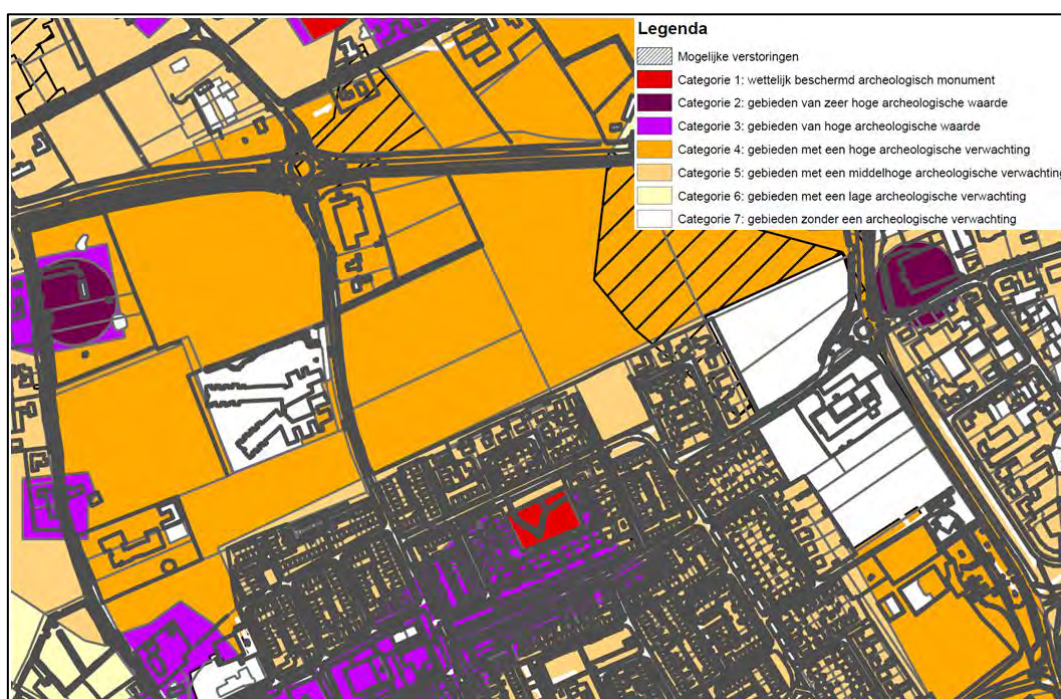 Legenda
Mogelijke verstoringen
Categorie 1: wettelijk beschermd archeologisch monument
Categorie 2: gebieden van zeer hoge archeologische waarde
Categorie 3: gebieden van hoge archeologische waarde
Categorie 4: gebieden met een hoge archeologische verwachting
Categorie 5: gebieden met een middelhoge archeologische verwachting
Categorie 6: gebieden met een lage archeologische verwachting
Categorie 7: gebieden zonder een archeologische verwachting